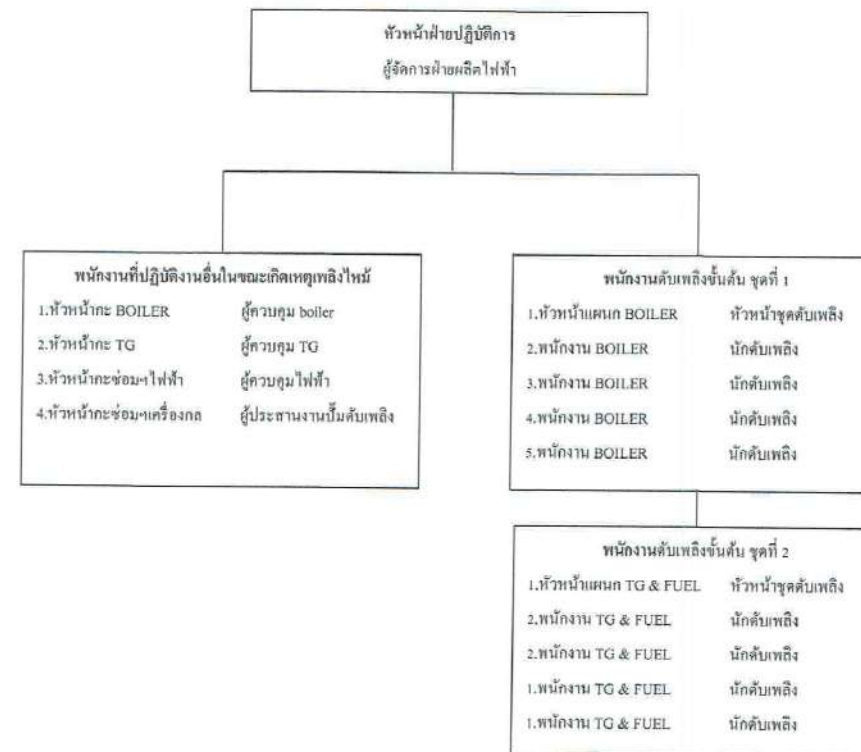 หัวหน้าฝ่ายปฏิบัติการ
ผู้จัดการฝ่ายผลิตไฟฟ้า
พนักงานที่ปฏิบัติงานอื่นในขณะเกิดเหตุเพลิงไหม้
1.หัวหน้ากะ BOILER ผู้ควบคุม boiler
2.หัวหน้ากะ TG ผู้ควบคุม TG
3.หัวหน้ากะซ่อมฯไฟฟ้า ผู้ควบคุมไฟฟ้า
4.หัวหน้ากะซ่อมฯเครื่องกล ผู้ประสานงานปั๊มดับเพลิง
พนักงานดับเพลิงขั้นต้น ชุดที่ 1
1.หัวหน้าแผนก BOILER หัวหน้าชุดดับเพลิง
2.พนักงาน BOILER นักดับเพลิง
3.พนักงาน BOILER นักดับเพลิง
4.พนักงาน BOILER นักดับเพลิง
5.พนักงาน BOILER นักดับเพลิง
พนักงานดับเพลิงขั้นต้น ชุดที่ 2
1.หัวหน้าแผนก TG & FUEL หัวหน้าชุดดับเพลิง
2.พนักงาน TG & FUEL นักดับเพลิง
2.พนักงาน TG & FUEL นักดับเพลิง
1.พนักงาน TG & FUEL นักดับเพลิง
1.พนักงาน TG & FUEL นักดับเพลิง